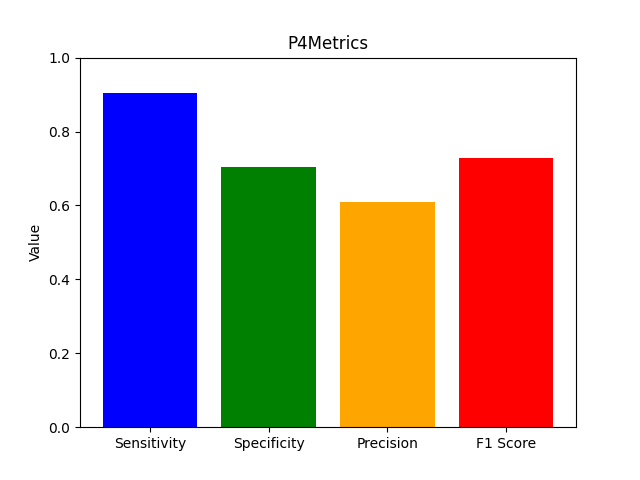 P4Metrics
1.0
0.8
0.6
0.4
0.2
0.0
Value
Sensitivity
Specificity
Precision
F1 Score